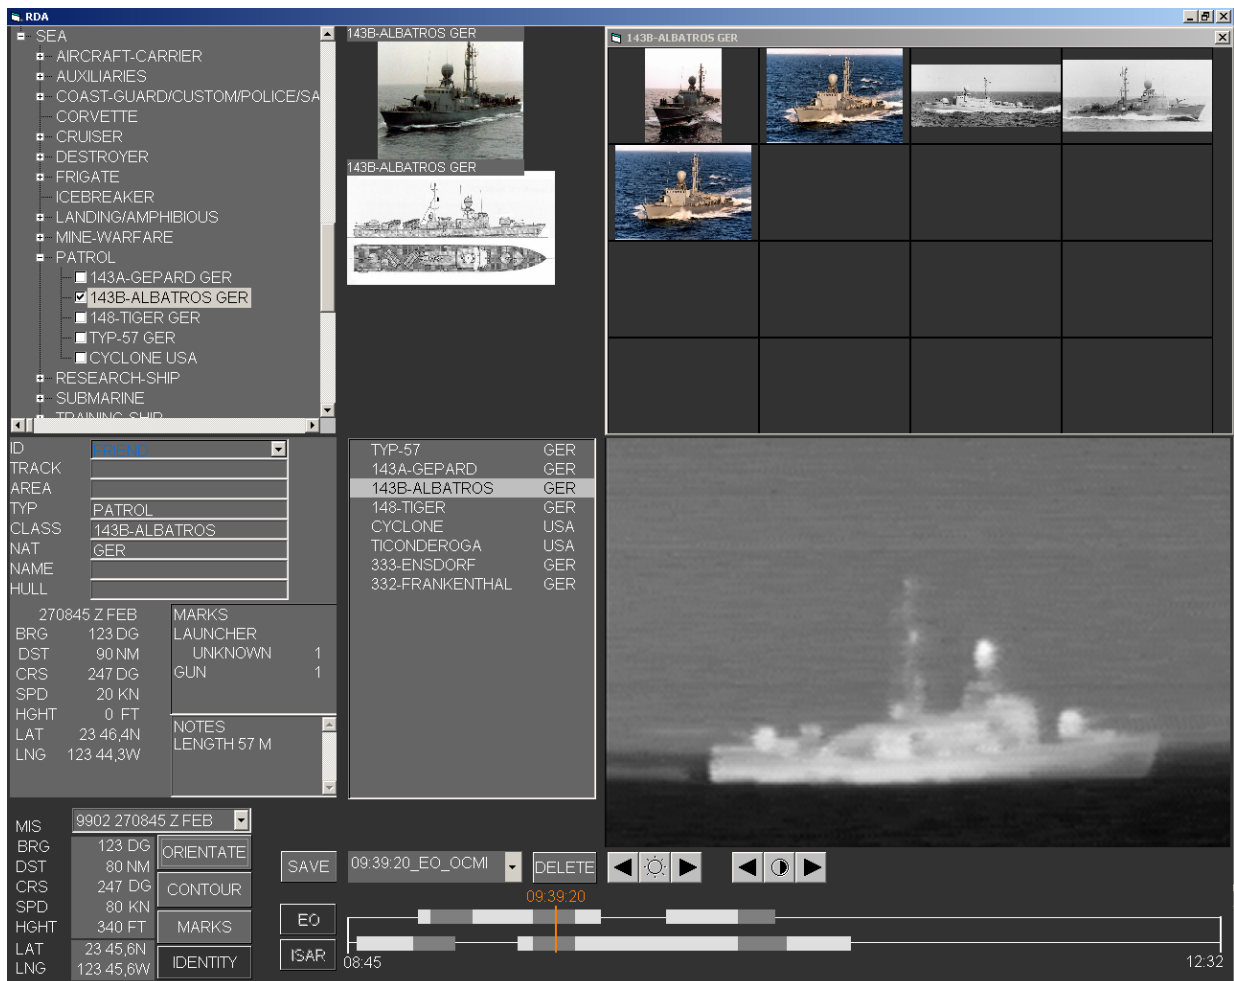 RDA
SEA
AIRCRAFT-CARRIER
AUXILIARIES
COAST-GUARD/CUSTOM/POLICE/SA
CORVETTE
CRUISER
DESTROYER
FRIGATE
ICEBREAKER
LANDING/AMPHIBIOUS
MINE-WARFARE
PATROL
143A-GEPARD GER
143B-ALBATROS GER
148-TIGER GER
TYP-57 GER
CYCLONE USA
RESEARCH-SHIP
SUBMARINE
TRAINING-SHIP
143B-ALBATROS GER
143B-ALBATROS GER
143B-ALBATROS GER
ID FRIEND
TRACK
AREA
TYP PATROL
CLASS 143B-ALBATROS
NAT GER
NAME
HULL
270845 Z FEB
BRG 123 DG
DST 90 NM
CRS 247 DG
SPD 20 KN
HGHT 0 FT
LAT 23 46,4N
LNG 123 44,3W
MARKS
LAUNCHER
UNKNOWN 1
GUN 1
NOTES
LENGTH 57 M
TYP-57 GER
143A-GEPARD GER
143B-ALBATROS GER
148-TIGER GER
CYCLONE USA
TICONDEROGA USA
333-ENSDORF GER
332-FRANKENTHAL GER
MIS 9902 270845 Z FEB
BRG 123 DG
DST 80 NM
CRS 247 DG
SPD 80 KN
HGHT 340 FT
LAT 23 45,6N
LNG 123 45,6W
ORIENTATE
CONTOUR
MARKS
IDENTITY
SAVE
09:39:20_EO_OCMI
DELETE
09:39:20
EO
ISAR
08:45
12:32